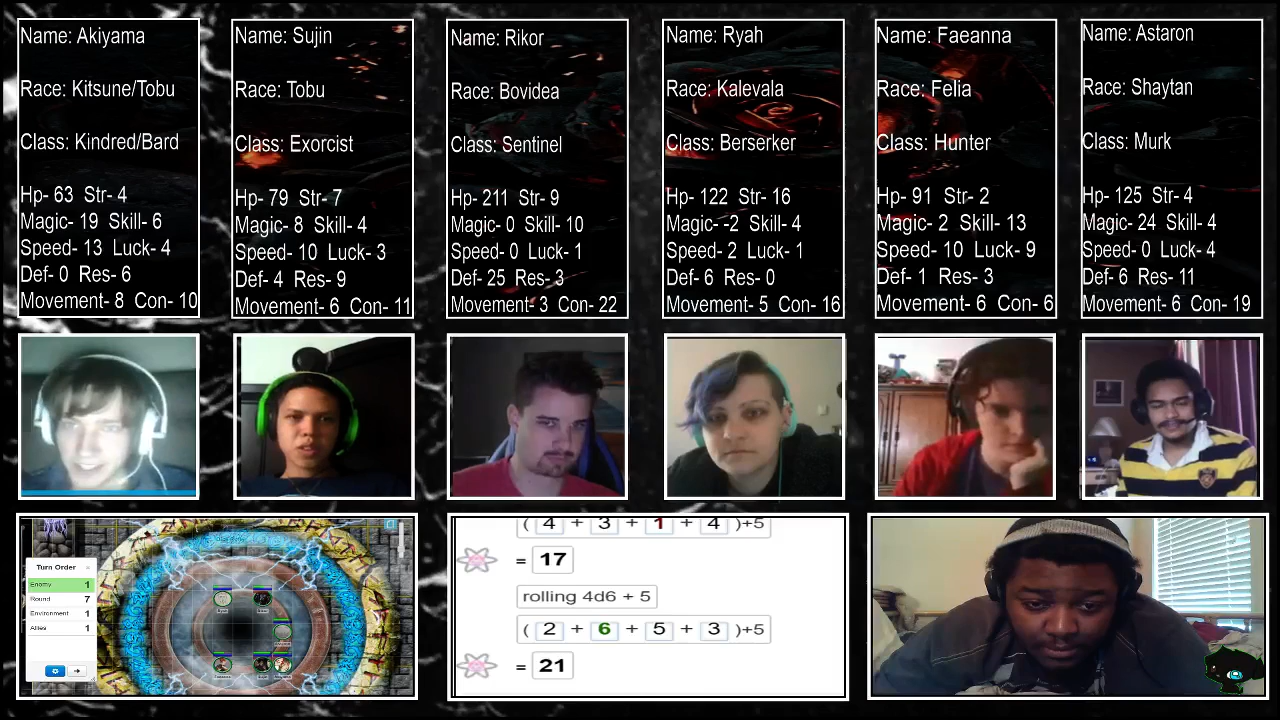 Name: Akiyama
Race: Kitsune/Tobu
Class: Kindred/Bard
Hp- 63 Str- 4
Magic- 19 Skill- 6
Speed- 13 Luck- 4
Def- 0 Res- 6
Movement- 8 Con- 10
Name: Sujin
Race: Tobu
Class: Exorcist
Hp- 79 Str- 7
Magic- 8 Skill- 4
Speed- 10 Luck- 3
Def- 4 Res- 9
Movement- 6 Con- 11
Name: Rikor
Race: Bovidea
Class: Sentinel
Hp- 211 Str- 9
Magic- 0 Skill- 10
Speed- 0 Luck- 1
Def- 25 Res- 3
Movement- 3 Con- 22
Name: Ryah
Race: Kalevala
Class: Berserker
Hp- 122 Str- 16
Magic- -2 Skill- 4
Speed- 2 Luck- 1
Def- 6 Res- 0
Movement- 5 Con- 16
Name: Faeanna
Race: Felia
Class: Hunter
Hp- 91 Str- 2
Magic- 2 Skill- 13
Speed- 10 Luck- 9
Def- 1 Res- 3
Movement- 6 Con- 6
Name: Astaron
Race: Shaytan
Class: Murk
Hp- 125 Str- 4
Magic- 24 Skill- 4
Speed- 0 Luck- 4
Def- 6 Res- 11
Movement- 6 Con- 19
Turn Order
Enemy 1
Round 7
Environment 1
Allies 1
( 4 + 3 + 1 + 4 )+5
= 17
rolling 4d6 + 5
( 2 + 6 + 5 + 3 )+5
= 21